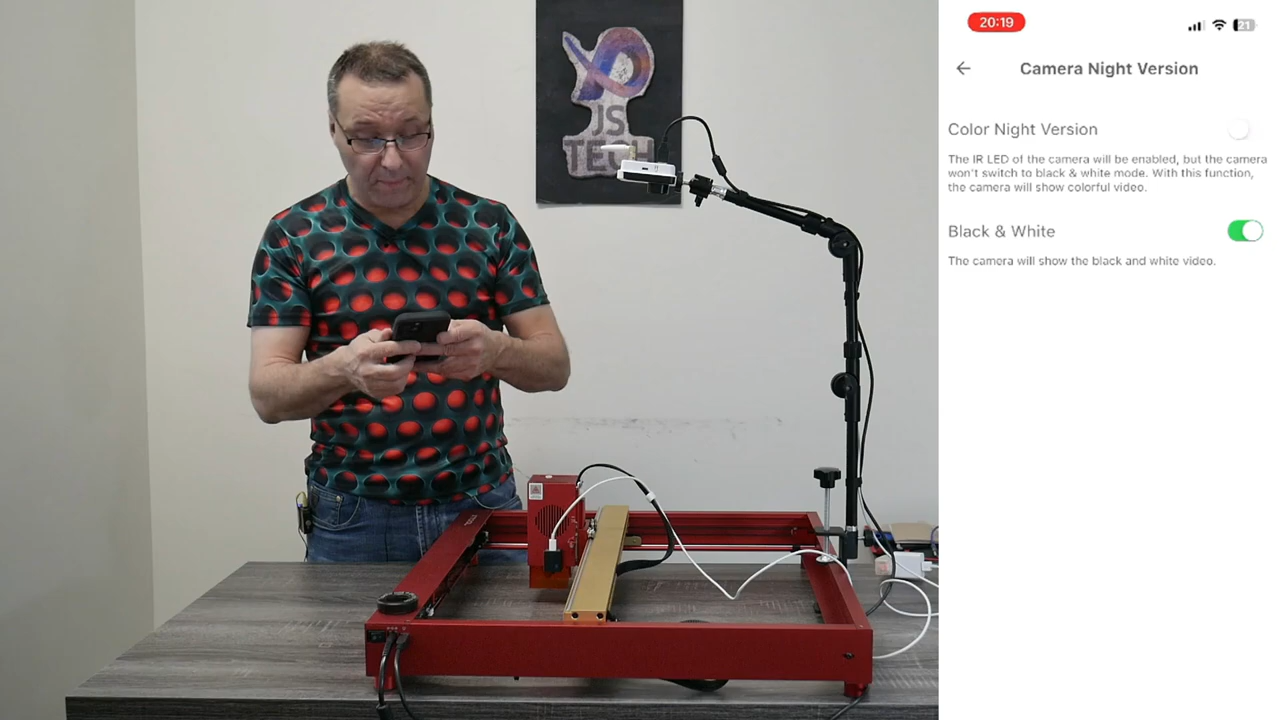 JS
TECH
20:19
21
Camera Night Version
Color Night Version
The IR LED of the camera will be enabled, but the camera
won't switch to black & white mode. With this function,
the camera will show colorful video.
Black & White
The camera will show the black and white video.